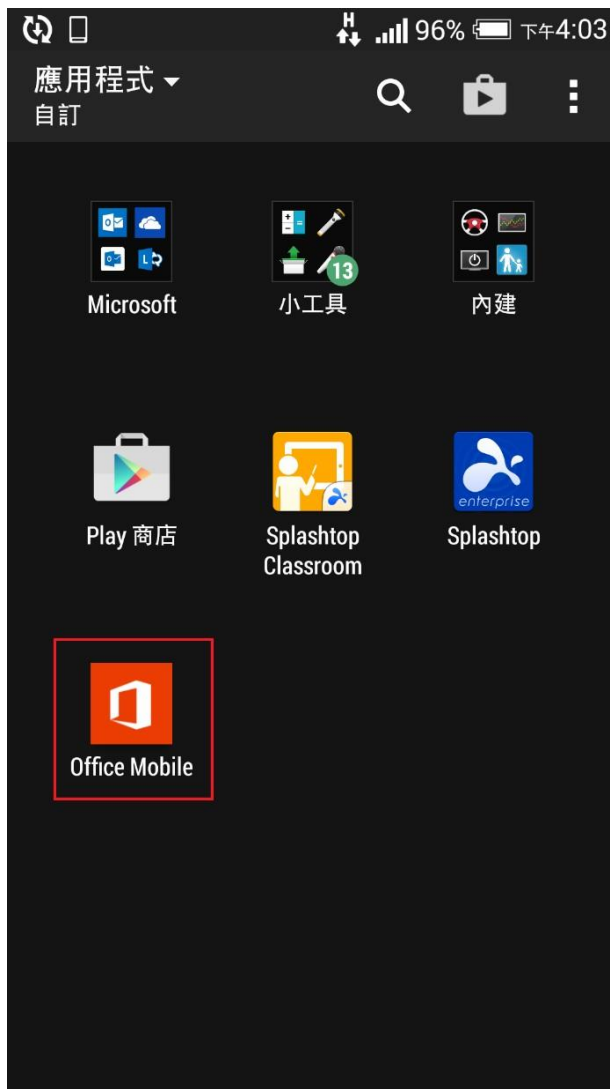 H 96% 下午4:03
應用程式
自訂
Microsoft
13
小工具
內建
Play 商店
Splashtop
Classroom
enterprise
Splashtop
Office Mobile